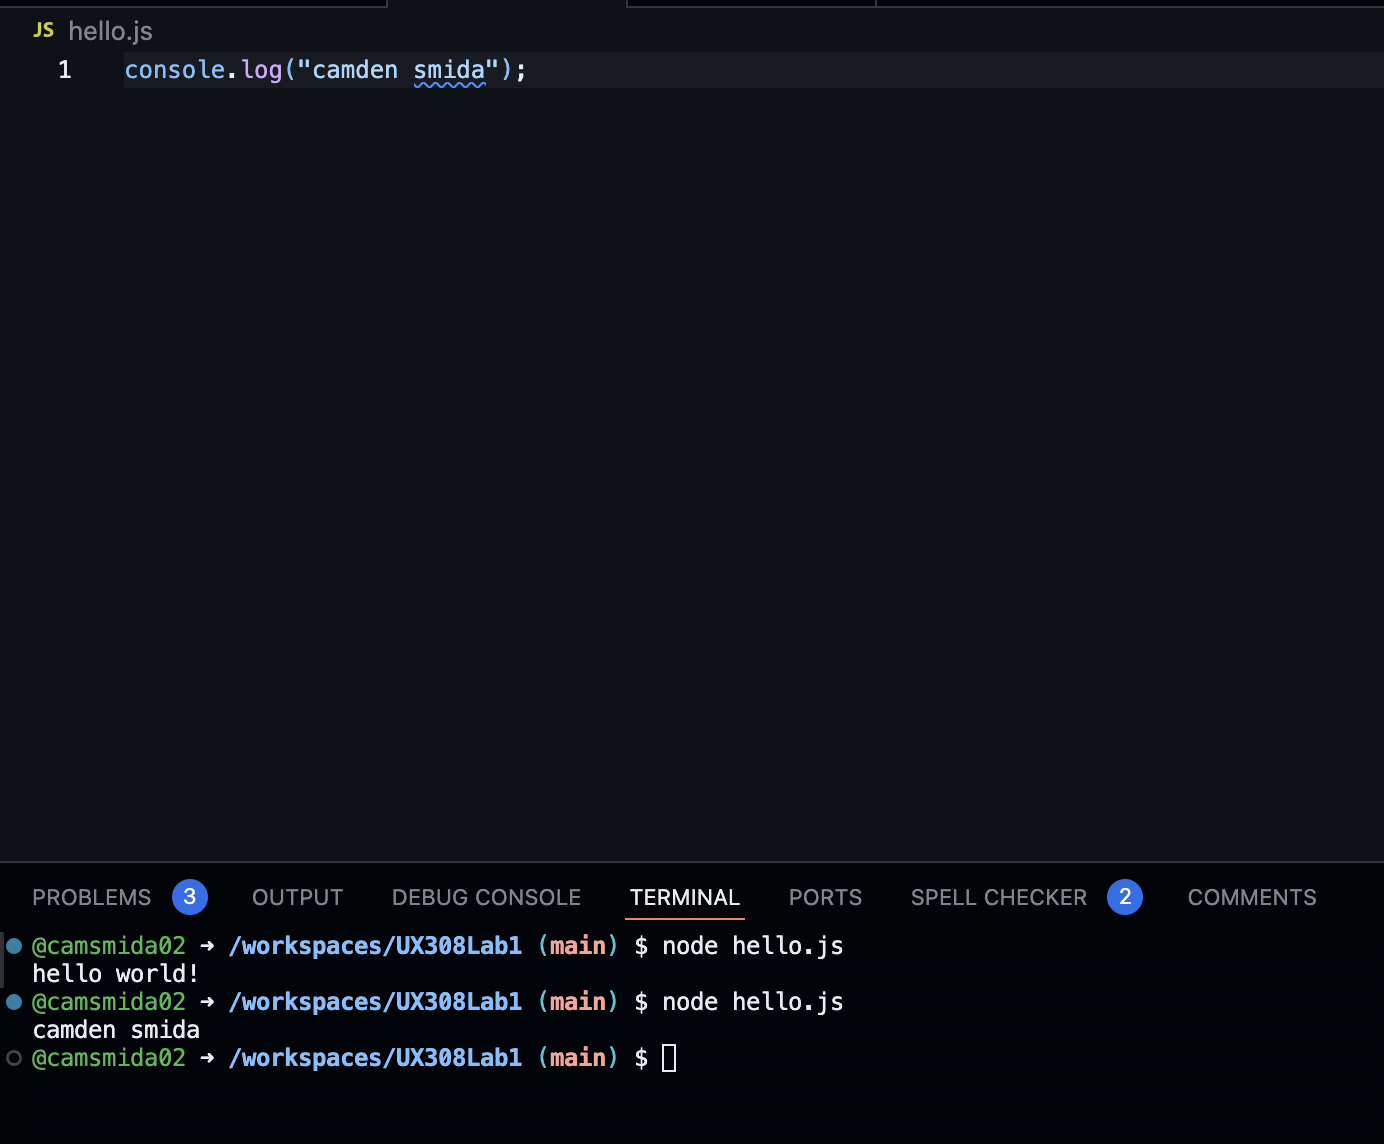 JS hello.js
1 console.log("camden smida");
PROBLEMS 3 OUTPUT DEBUG CONSOLE TERMINAL PORTS SPELL CHECKER 2 COMMENTS
@camsmida02 ➜ /workspaces/UX308Lab1 (main) $ node hello.js
hello world!
@camsmida02 ➜ /workspaces/UX308Lab1 (main) $ node hello.js
camden smida
@camsmida02 ➜ /workspaces/UX308Lab1 (main) $